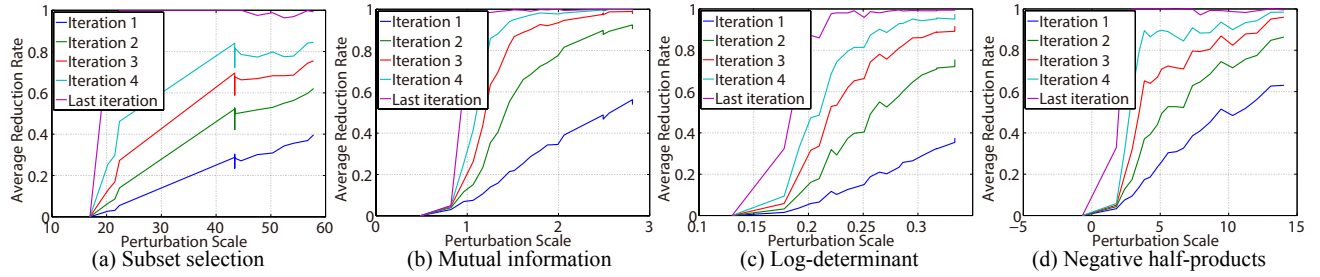 Average Reduction Rate
1
0.8
0.6
0.4
0.2
0
Iteration 1
Iteration 2
Iteration 3
Iteration 4
Last iteration
10 20 30 40 50 60
Perturbation Scale
(a) Subset selection
Average Reduction Rate
1
0.8
0.6
0.4
0.2
0
Iteration 1
Iteration 2
Iteration 3
Iteration 4
Last iteration
0 1 2 3
Perturbation Scale
(b) Mutual information
Average Reduction Rate
1
0.8
0.6
0.4
0.2
0
Iteration 1
Iteration 2
Iteration 3
Iteration 4
Last iteration
0.1 0.15 0.2 0.25 0.3 0.35
Perturbation Scale
(c) Log-determinant
Average Reduction Rate
1
0.8
0.6
0.4
0.2
0
Iteration 1
Iteration 2
Iteration 3
Iteration 4
Last iteration
−5 0 5 10 15
Perturbation Scale
(d) Negative half-products